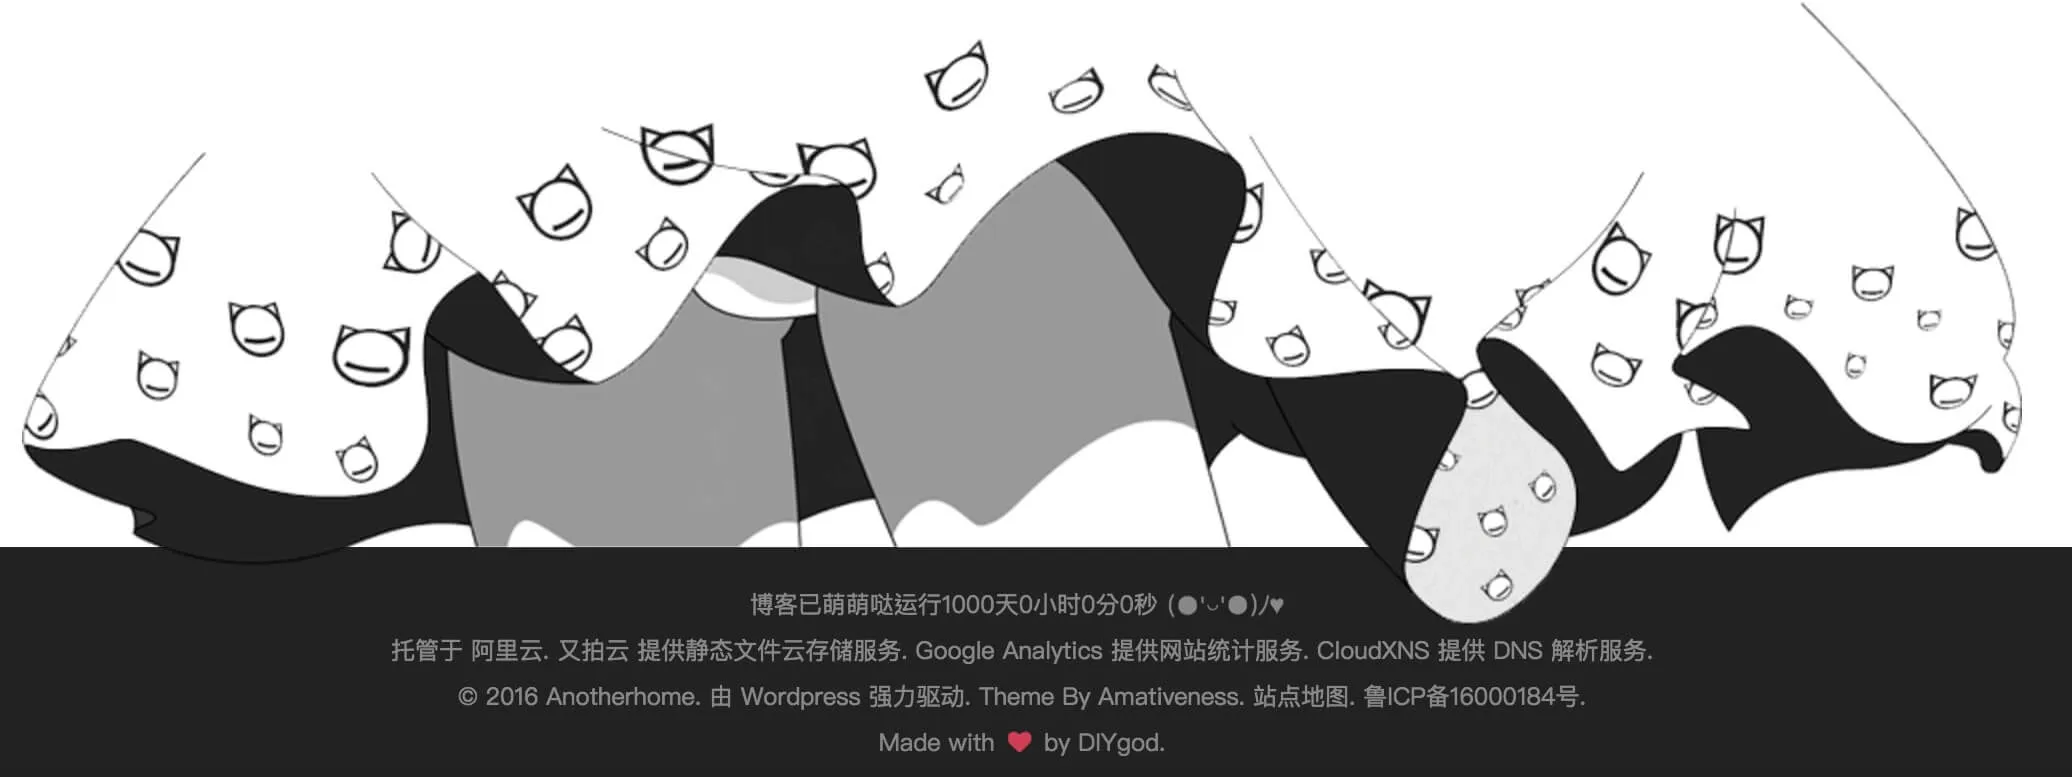 博客已萌萌哒运行1000天0小时0分0秒 (●'◡'●)ﾉ♥
托管于 阿里云. 又拍云 提供静态文件云存储服务. Google Analytics 提供网站统计服务. CloudXNS 提供 DNS 解析服务.
© 2016 Anotherhome. 由 Wordpress 强力驱动. Theme By Amativeness. 站点地图. 鲁ICP备16000184号.
Made with ❤ by DIYgod.